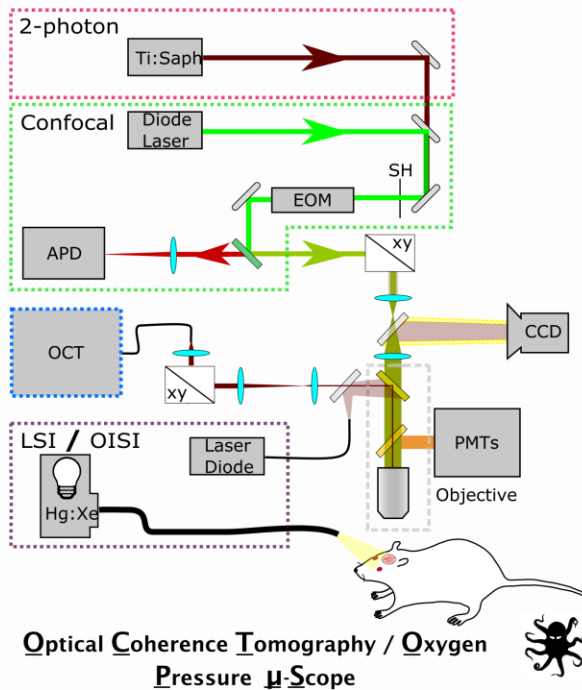 2-photon
Ti:Saph
Confocal
Diode
Laser
SH
EOM
APD
xy
CCD
OCT
xy
LSI / OISI
Laser
Diode
PMTs
Hg:Xe
Objective
Optical Coherence Tomography / Oxygen
Pressure µ-Scope